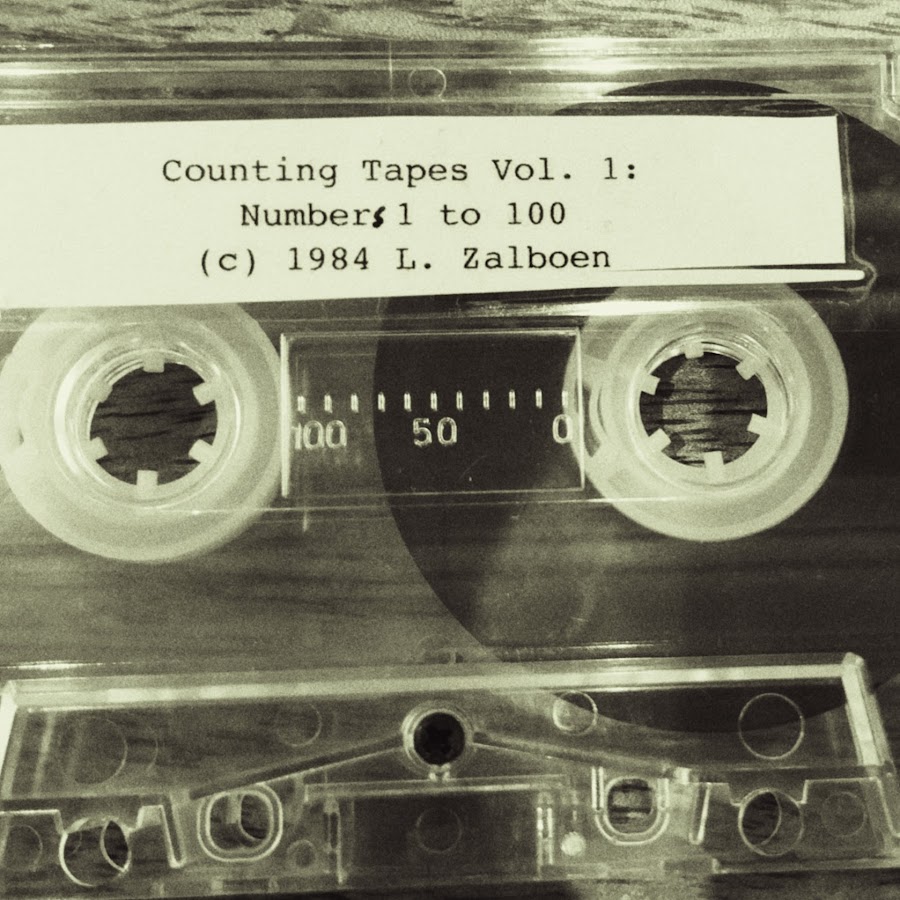 Counting Tapes Vol. 1:
Numbers 1 to 100
(c) 1984 L. Zalboen
100 50 0